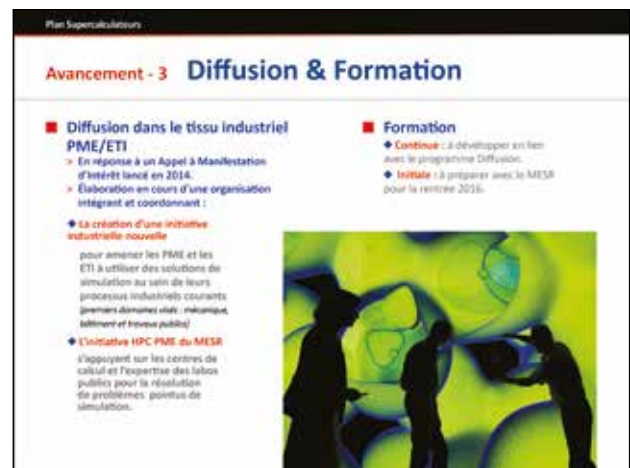 Plan Supercalculateurs
Avancement - 3 Diffusion & Formation
Diffusion dans le tissu industriel
PME/ETI
> En réponse à un Appel à Manifestation
d'Intérêt lancé en 2014.
> Élaboration en cours d'une organisation
intégrant et coordonnant :
◆ La création d'une initiative
industrielle nouvelle
pour amener les PME et les
ETI à utiliser des solutions de
simulation au sein de leurs
processus industriels courants
(premiers domaines visés : mécanique,
bâtiment et travaux publics)
◆ L'initiative HPC PME du MESR
s'appuyant sur les centres de
calcul et l'expertise des labos
publics pour la résolution
de problèmes pointus de
simulation.
Formation
◆ Continue : à développer en lien
avec le programme Diffusion.
◆ Initiale : à préparer avec le MESR
pour la rentrée 2016.